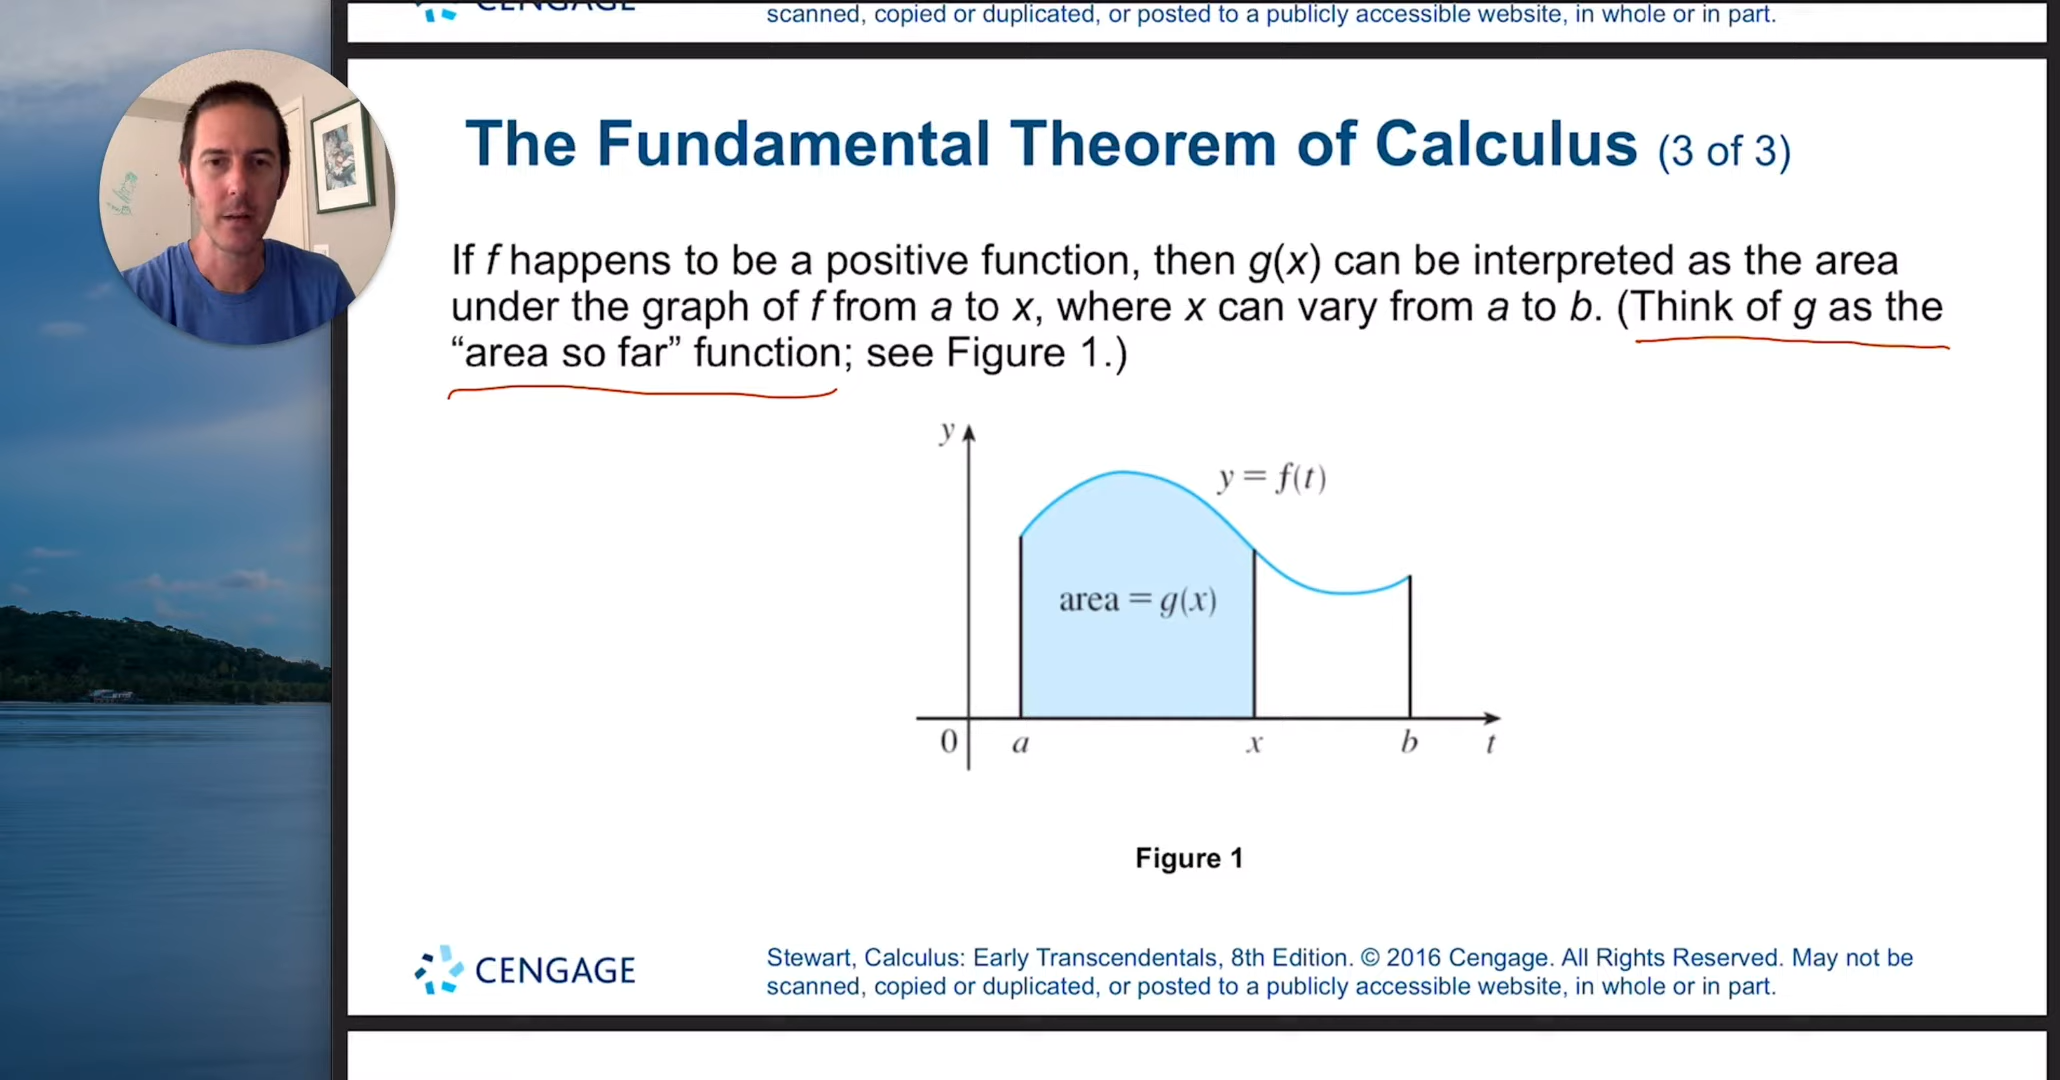 CENGAGE
scanned, copied or duplicated, or posted to a publicly accessible website, in whole or in part.
The Fundamental Theorem of Calculus (3 of 3)
If f happens to be a positive function, then g(x) can be interpreted as the area
under the graph of f from a to x, where x can vary from a to b. (Think of g as the
“area so far” function; see Figure 1.)
y
y = f(t)
area = g(x)
0 a x b t
Figure 1
CENGAGE
Stewart, Calculus: Early Transcendentals, 8th Edition. © 2016 Cengage. All Rights Reserved. May not be
scanned, copied or duplicated, or posted to a publicly accessible website, in whole or in part.